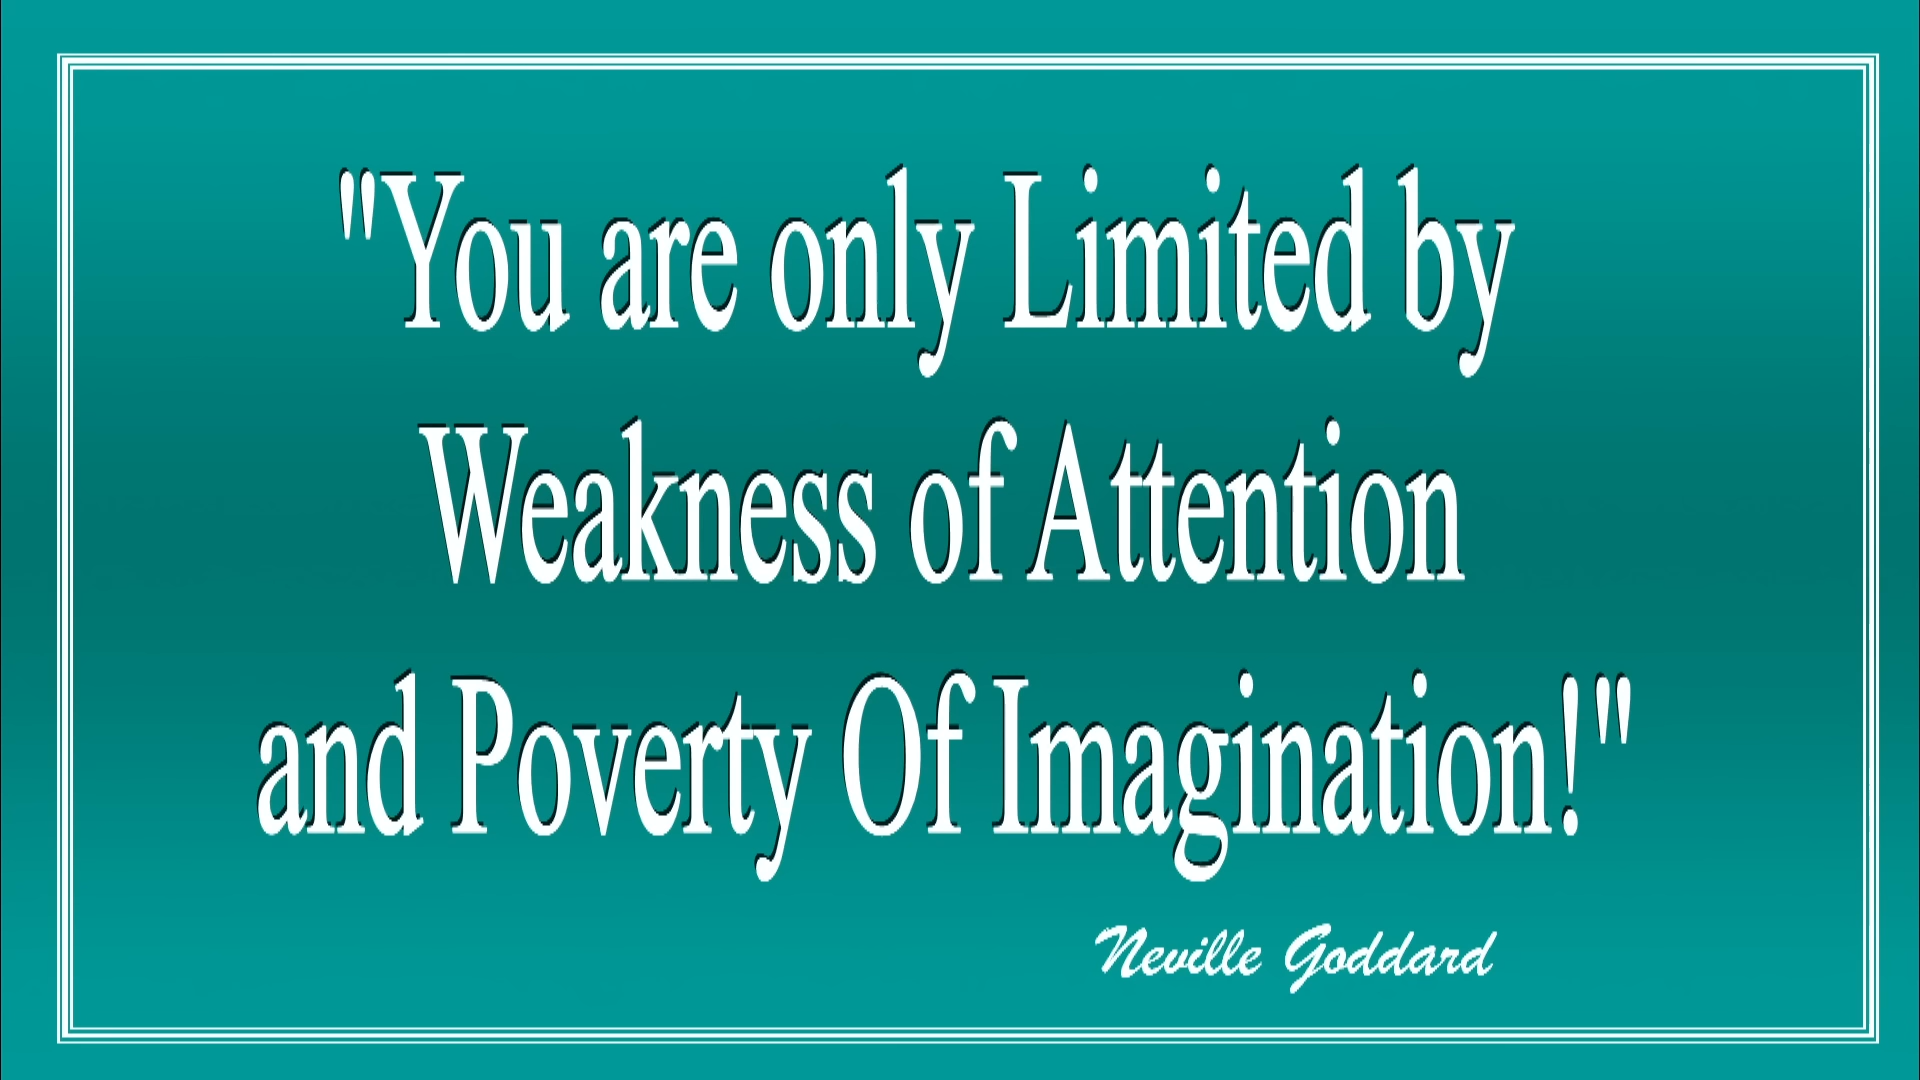 "You are only Limited by
Weakness of Attention
and Poverty Of Imagination!"
Neville Goddard